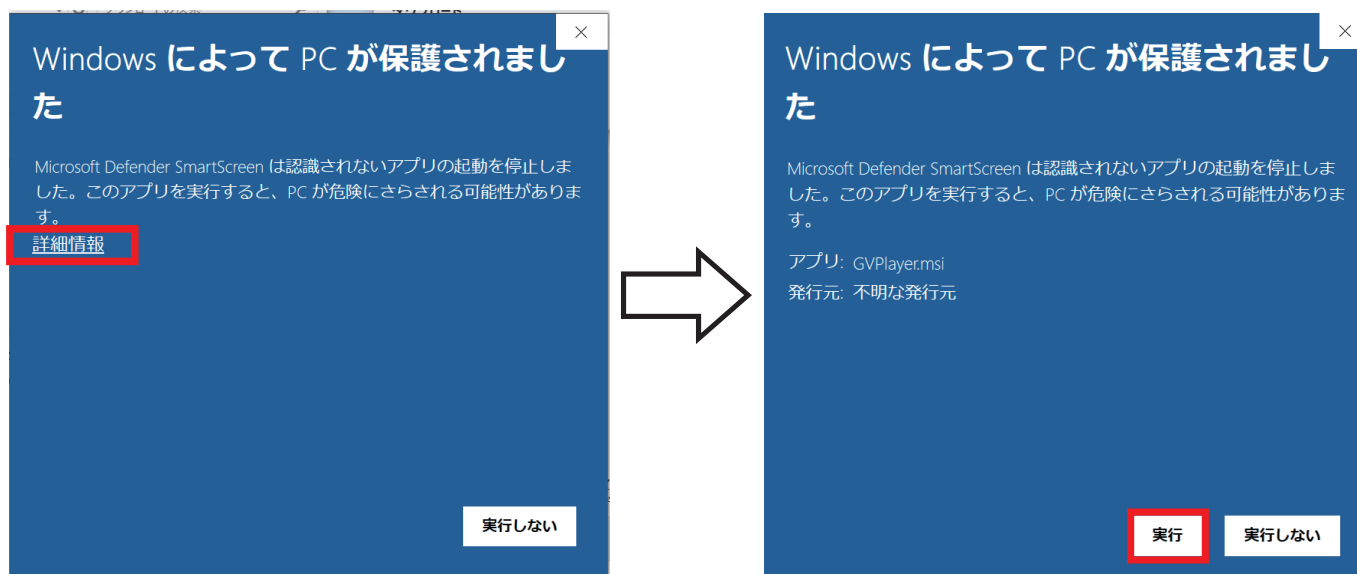 Windows によって PC が保護されまし
た
Microsoft Defender SmartScreen は認識されないアプリの起動を停止しま
した。このアプリを実行すると、PC が危険にさらされる可能性がありま
す。
詳細情報
実行しない
Windows によって PC が保護されまし
た
Microsoft Defender SmartScreen は認識されないアプリの起動を停止しま
した。このアプリを実行すると、PC が危険にさらされる可能性がありま
す。
アプリ: GVPlayer.msi
発行元: 不明な発行元
実行
実行しない